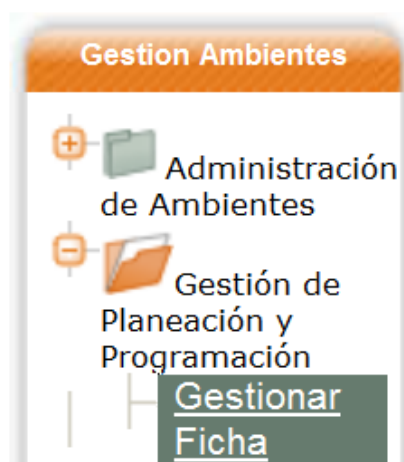 Gestion Ambientes
Administración
de Ambientes
Gestión de
Planeación y
Programación
Gestionar
Ficha